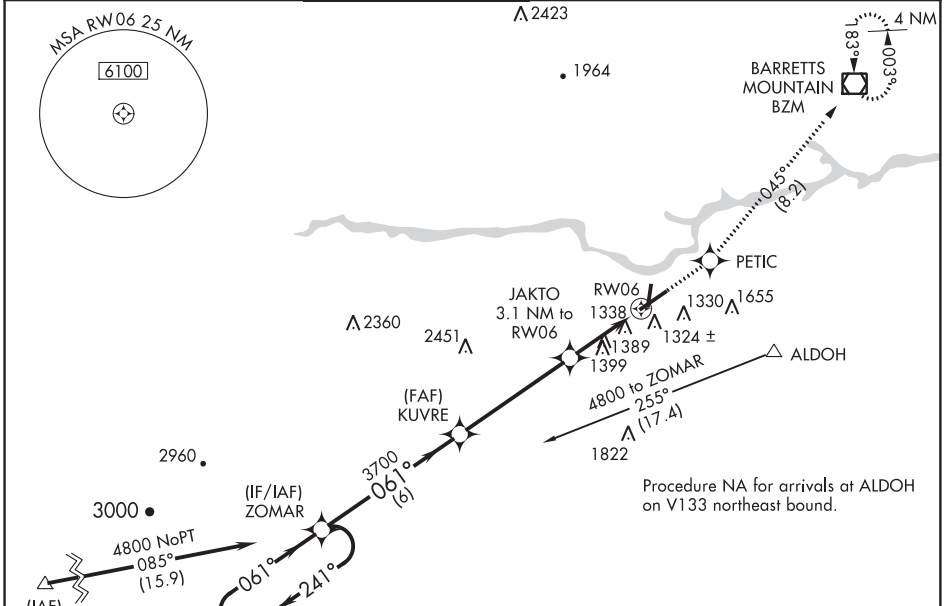 MSA RW06 25 NM
6100
2423
1964
4 NM
183°
003°
BARRETTS
MOUNTAIN
BZM
045°
(8.2)
PETIC
RW06
JAKTO
3.1 NM to
RW06
1338
1330
1655
1324 ±
1389
1399
2360
2451
ALDOH
4800 to ZOMAR
255°
(17.4)
1822
(FAF)
KUVRE
3700
061°
(6)
2960
3000
(IF/IAF)
ZOMAR
4800 NoPT
085°
(15.9)
061°
241°
Procedure NA for arrivals at ALDOH
on V133 northeast bound.
(IAF)